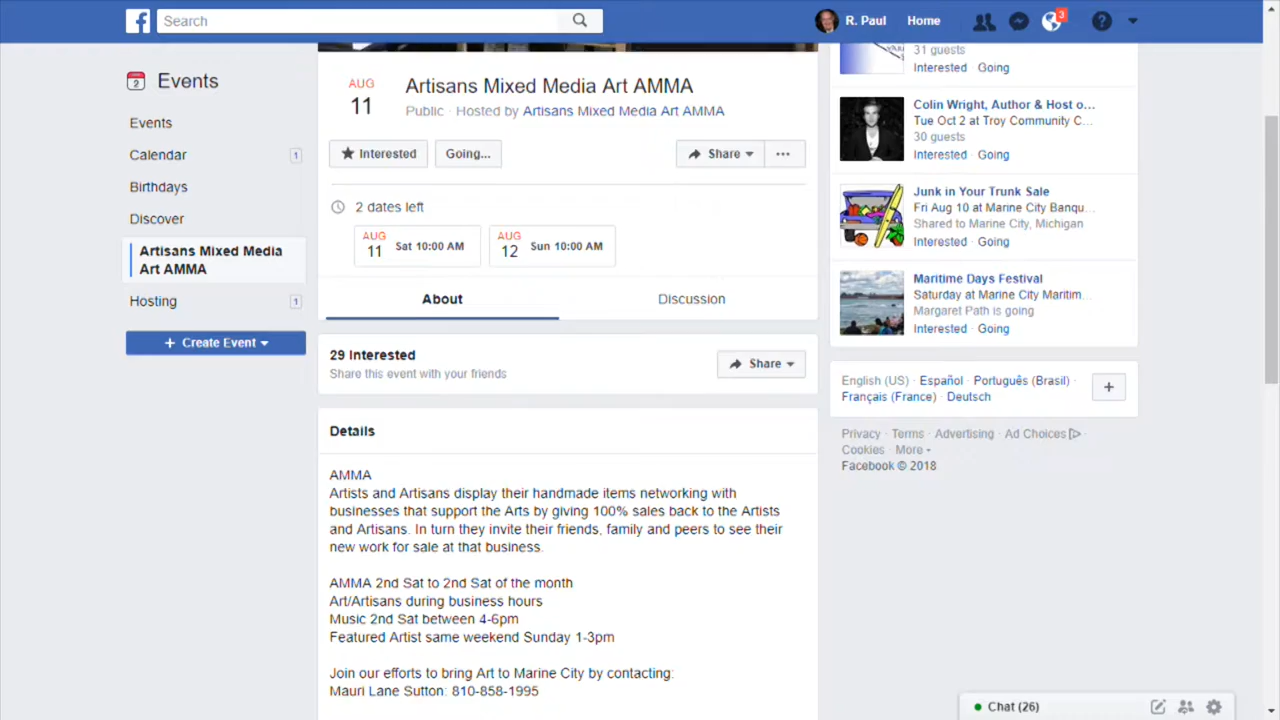 Search
R. Paul
Home
3
2
Events
Events
Calendar
1
Birthdays
Discover
Artisans Mixed Media
Art AMMA
Hosting
1
+ Create Event
AUG
11
Artisans Mixed Media Art AMMA
Public · Hosted by Artisans Mixed Media Art AMMA
Interested
Going...
Share
...
2 dates left
AUG
11
Sat 10:00 AM
AUG
12
Sun 10:00 AM
About
Discussion
29 Interested
Share this event with your friends
Share
Details
AMMA
Artists and Artisans display their handmade items networking with
businesses that support the Arts by giving 100% sales back to the Artists
and Artisans. In turn they invite their friends, family and peers to see their
new work for sale at that business.
AMMA 2nd Sat to 2nd Sat of the month
Art/Artisans during business hours
Music 2nd Sat between 4-6pm
Featured Artist same weekend Sunday 1-3pm
Join our efforts to bring Art to Marine City by contacting:
Mauri Lane Sutton: 810-858-1995
31 guests
Interested · Going
Colin Wright, Author & Host o...
Tue Oct 2 at Troy Community C...
30 guests
Interested · Going
Junk in Your Trunk Sale
Fri Aug 10 at Marine City Banqu...
Shared to Marine City, Michigan
Interested · Going
Maritime Days Festival
Saturday at Marine City Maritim...
Margaret Path is going
Interested · Going
English (US) · Español · Português (Brasil) ·
Français (France) · Deutsch
+
Privacy · Terms · Advertising · Ad Choices ·
Cookies · More
Facebook © 2018
Chat (26)